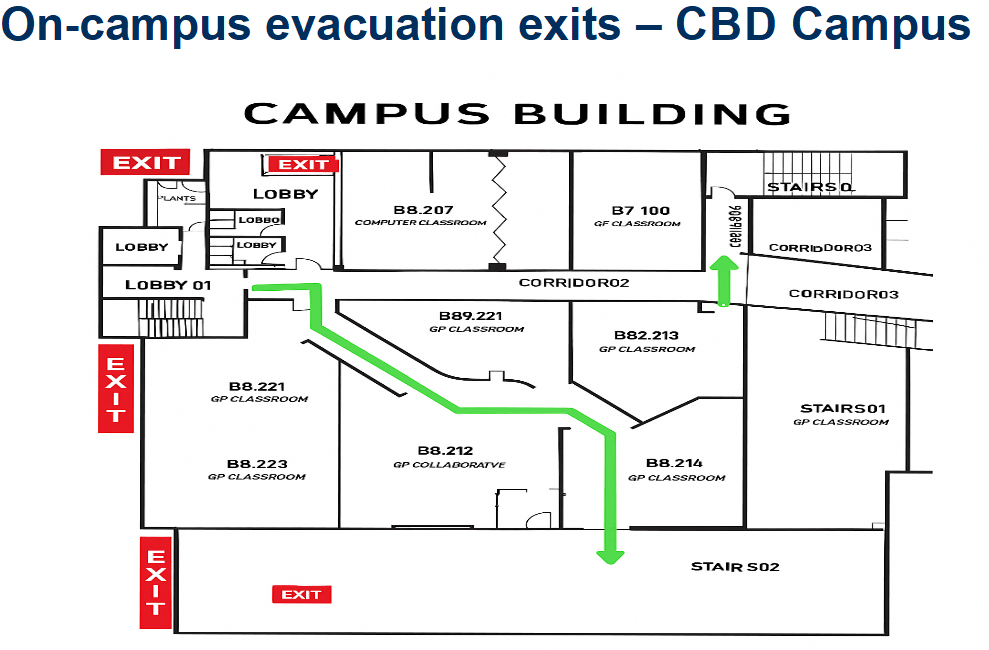 On-campus evacuation exits – CBD Campus
CAMPUS BUILDING
EXIT
EXIT
PLANTS
LOBBY
LOBBO
LOBBY
LOBBY
LOBBY 01
B8.207
COMPUTER CLASSROOM
B7 100
GF CLASSROOM
STAIRS 0
CORRIDOR03
CORRIDOR02
CORRIDOR03
B89.221
GP CLASSROOM
B82.213
GP CLASSROOM
EXIT
B8.221
GP CLASSROOM
STAIRS01
GP CLASSROOM
B8.212
GP COLLABORATVE
B8.223
GP CLASSROOM
B8.214
GP CLASSROOM
EXIT
STAIR S02
EXIT